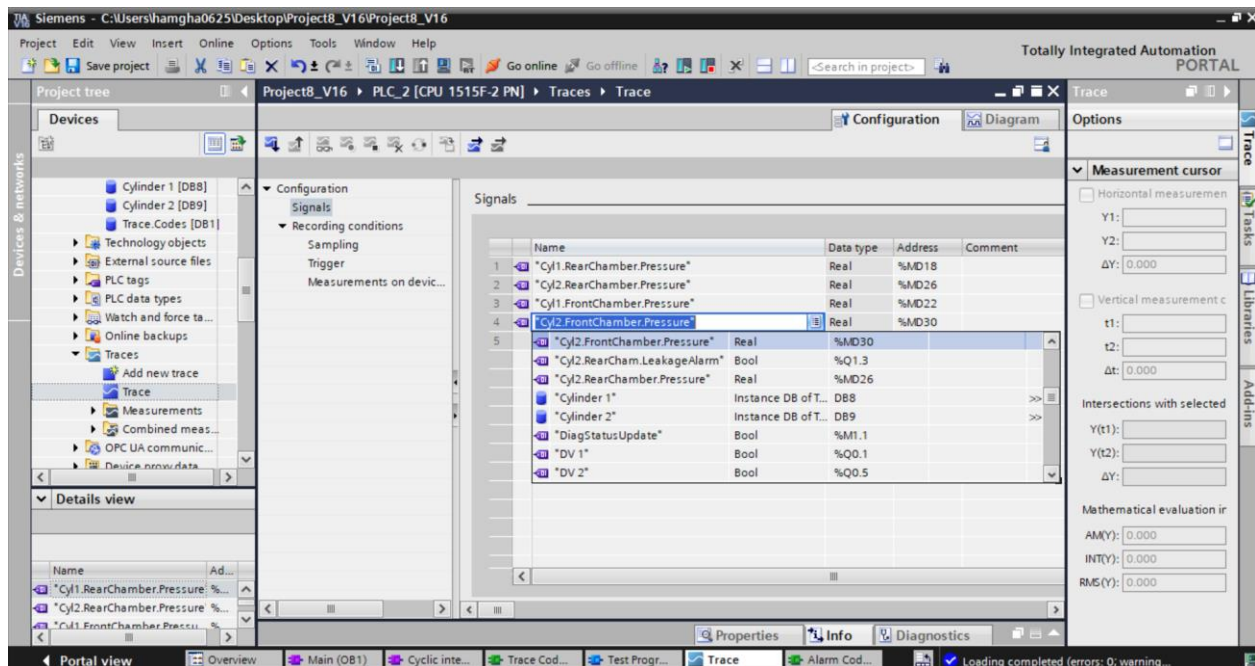 Siemens - C:\Users\hamgha0625\Desktop\Project8_V16\Project8_V16
Project Edit View Insert Online Options Tools Window Help
Totally Integrated Automation
PORTAL
Save project Go online Go offline <Search in project>
Project tree
Project8_V16 PLC_2 [CPU 1515F-2 PN] Traces Trace
Trace
Devices
Configuration Diagram
Options
Devices & networks
Cylinder 1 [DB8]
Cylinder 2 [DB9]
Trace.Codes [DB1]
Technology objects
External source files
PLC tags
PLC data types
Watch and force ta...
Online backups
Traces
Add new trace
Trace
Measurements
Combined meas...
OPC UA communic...
Device proxy data
Configuration
Signals
Recording conditions
Sampling
Trigger
Measurements on devic...
Signals
Name Data type Address Comment
1 "Cyl1.RearChamber.Pressure" Real %MD18
2 "Cyl2.RearChamber.Pressure" Real %MD26
3 "Cyl1.FrontChamber.Pressure" Real %MD22
4 "Cyl2.FrontChamber.Pressure" Real %MD30
5 "Cyl2.FrontChamber.Pressure" Real %MD30
"Cyl2.RearCham.LeakageAlarm" Bool %Q1.3
"Cyl2.RearChamber.Pressure" Real %MD26
"Cylinder 1" Instance DB of T... DB8 >>
"Cylinder 2" Instance DB of T... DB9 >>
"DiagStatusUpdate" Bool %M1.1
"DV 1" Bool %Q0.1
"DV 2" Bool %Q0.5
Measurement cursor
Horizontal measuremen
Y1:
Y2:
ΔY: 0.000
Vertical measurement c
t1:
t2:
Δt: 0.000
Intersections with selected
Y(t1):
Y(t2):
ΔY:
Mathematical evaluation ir
AM(Y): 0.000
INT(Y): 0.000
RMS(Y): 0.000
Trace
Tasks
Libraries
Add-ins
Details view
Name Ad...
"Cyl1.RearChamber.Pressure" %...
"Cyl2.RearChamber.Pressure" %...
"Cyl1.FrontChamber.Pressu... %...
Properties Info Diagnostics
Portal view Overview Main (OB1) Cyclic inte... Trace Cod... Test Progr... Trace Alarm Cod... Loading completed (errors: 0; warning...